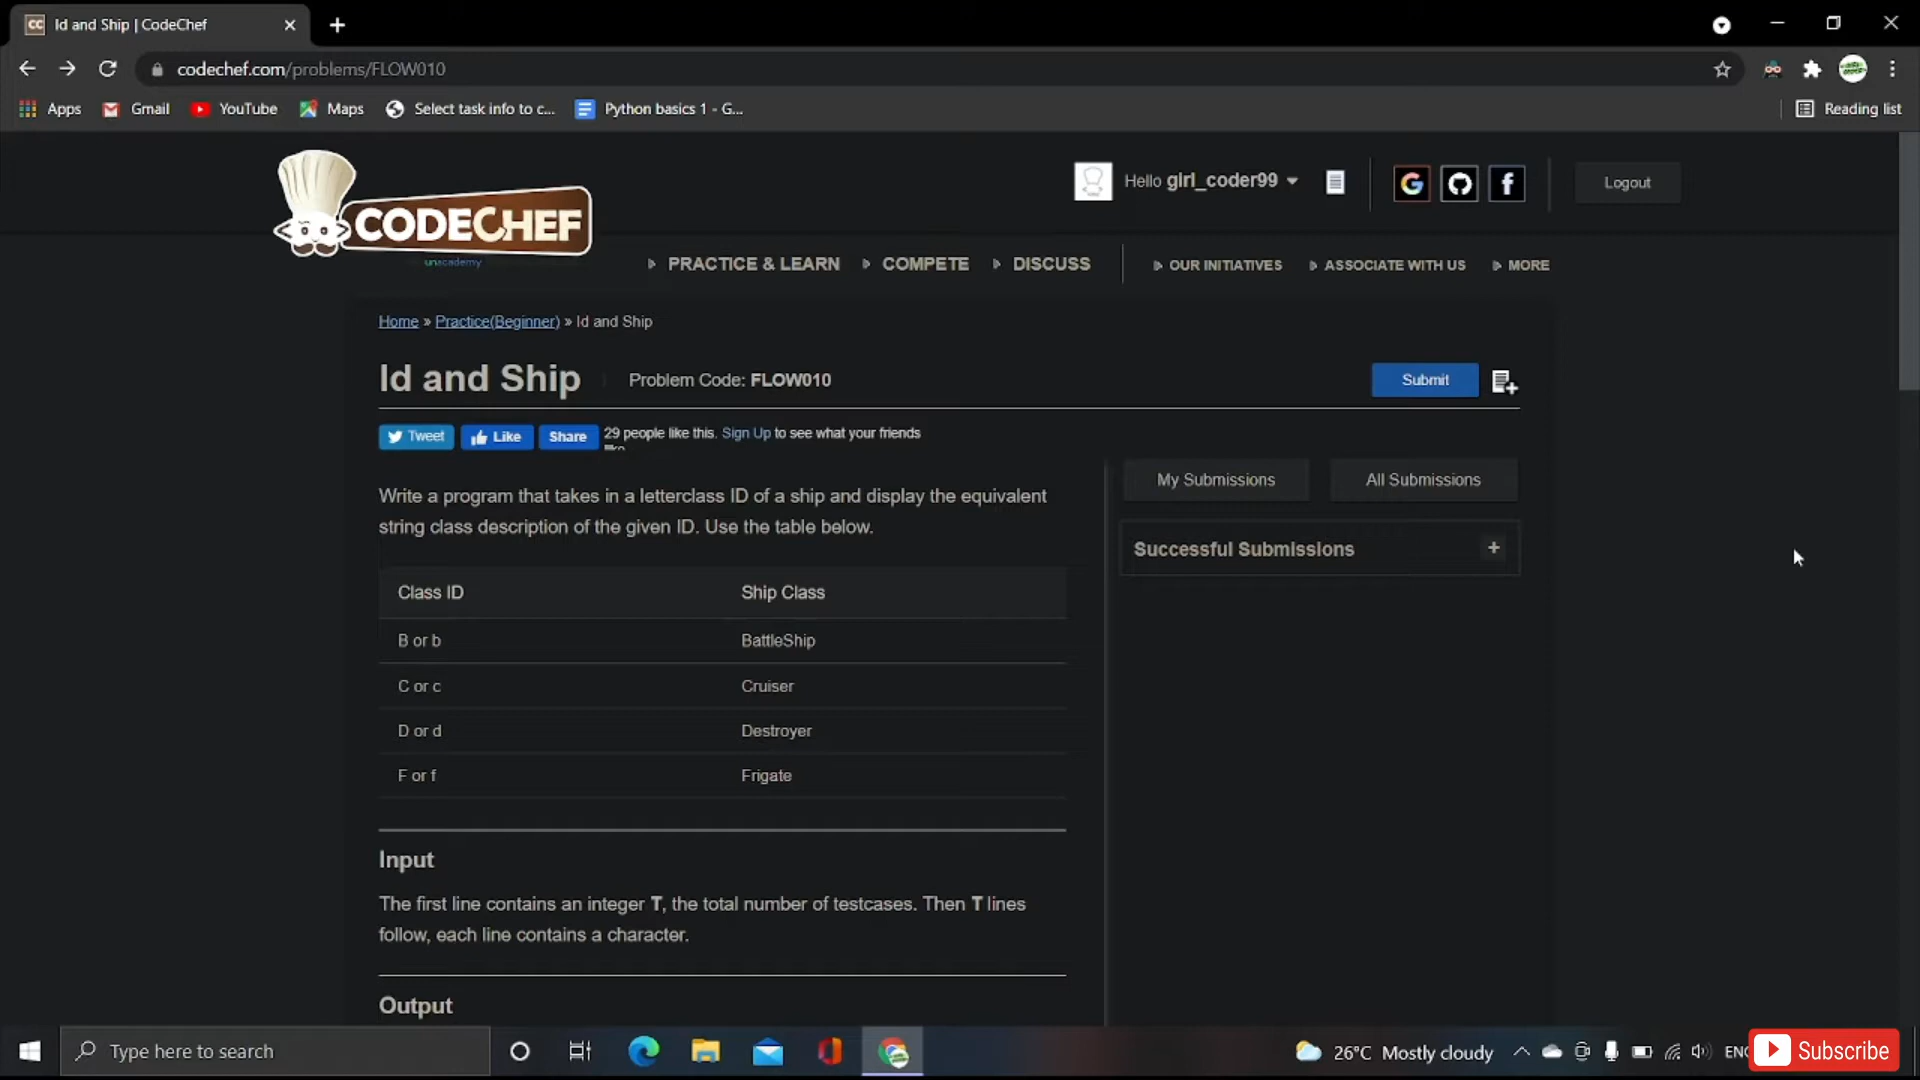 Id and Ship | CodeChef
codechef.com/problems/FLOW010
Apps Gmail YouTube Maps Select task info to c... Python basics 1 - G... Reading list
CODECHEF
unacademy
Hello girl_coder99
Logout
PRACTICE & LEARN COMPETE DISCUSS OUR INITIATIVES ASSOCIATE WITH US MORE
Home » Practice(Beginner) » Id and Ship
Id and Ship Problem Code: FLOW010 Submit
Tweet Like Share 29 people like this. Sign Up to see what your friends
My Submissions All Submissions
Successful Submissions +
Write a program that takes in a letterclass ID of a ship and display the equivalent
string class description of the given ID. Use the table below.
Class ID Ship Class
B or b BattleShip
C or c Cruiser
D or d Destroyer
F or f Frigate
Input
The first line contains an integer T, the total number of testcases. Then T lines
follow, each line contains a character.
Output
Type here to search
26°C Mostly cloudy
ENG
Subscribe